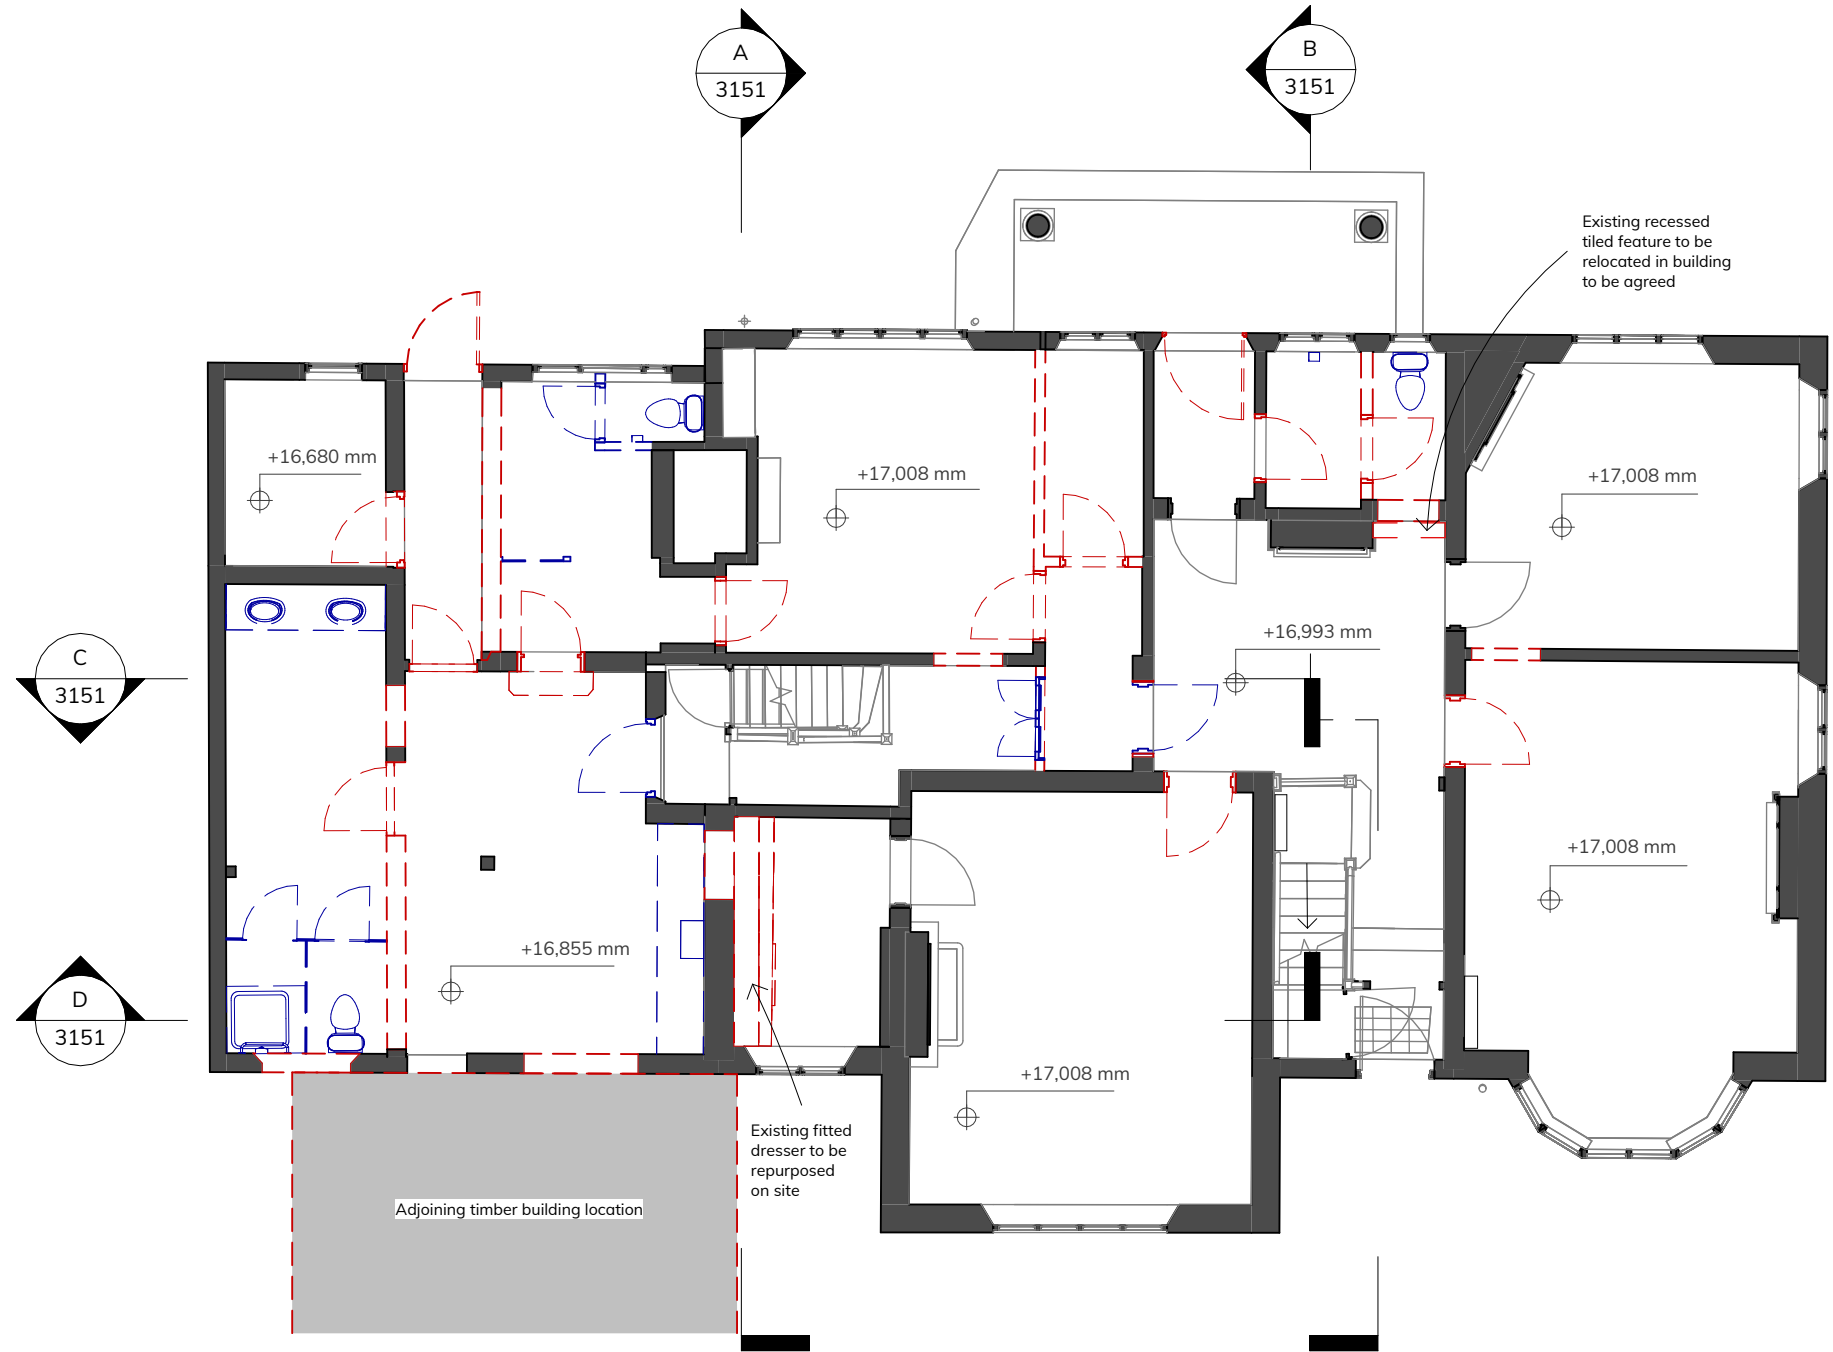 A
3151
B
3151
Existing recessed
tiled feature to be
relocated in building
to be agreed
+16,680 mm
+17,008 mm
+17,008 mm
+16,993 mm
C
3151
+17,008 mm
+16,855 mm
D
3151
+17,008 mm
Existing fitted
dresser to be
repurposed
on site
Adjoining timber building location